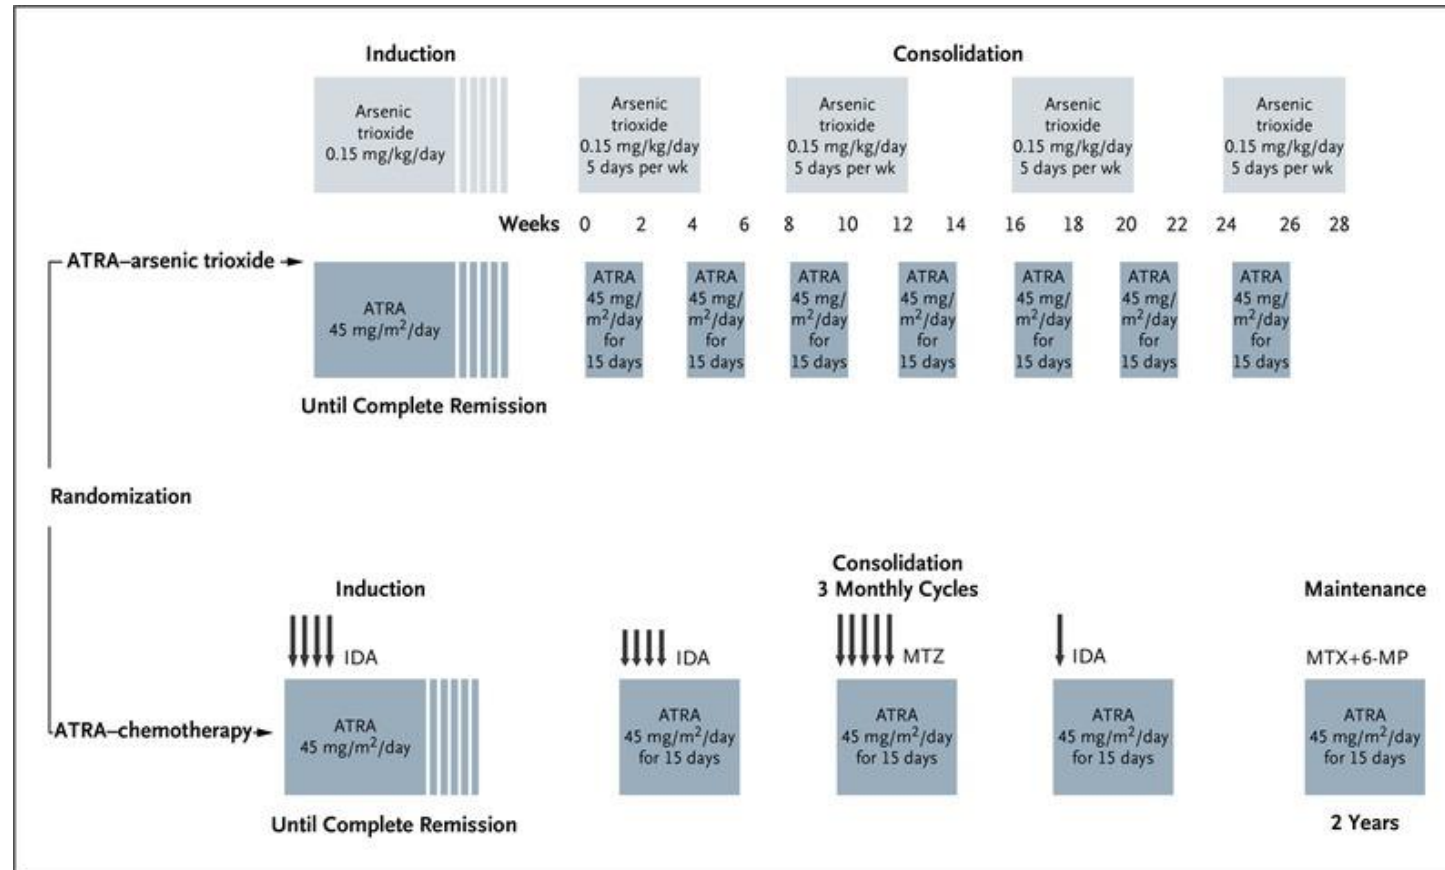 Induction
Consolidation
Arsenic
trioxide
0.15 mg/kg/day
Arsenic
trioxide
0.15 mg/kg/day
5 days per wk
Arsenic
trioxide
0.15 mg/kg/day
5 days per wk
Arsenic
trioxide
0.15 mg/kg/day
5 days per wk
Arsenic
trioxide
0.15 mg/kg/day
5 days per wk
Weeks 0 2 4 6 8 10 12 14 16 18 20 22 24 26 28
ATRA–arsenic trioxide
ATRA
45 mg/m²/day
ATRA
45 mg/
m²/day
for
15 days
ATRA
45 mg/
m²/day
for
15 days
ATRA
45 mg/
m²/day
for
15 days
ATRA
45 mg/
m²/day
for
15 days
ATRA
45 mg/
m²/day
for
15 days
ATRA
45 mg/
m²/day
for
15 days
ATRA
45 mg/
m²/day
for
15 days
Until Complete Remission
Randomization
Induction
Consolidation
3 Monthly Cycles
Maintenance
IDA
IDA
MTZ
IDA
MTX+6-MP
ATRA–chemotherapy
ATRA
45 mg/m²/day
ATRA
45 mg/m²/day
for 15 days
ATRA
45 mg/m²/day
for 15 days
ATRA
45 mg/m²/day
for 15 days
ATRA
45 mg/m²/day
for 15 days
Until Complete Remission
2 Years